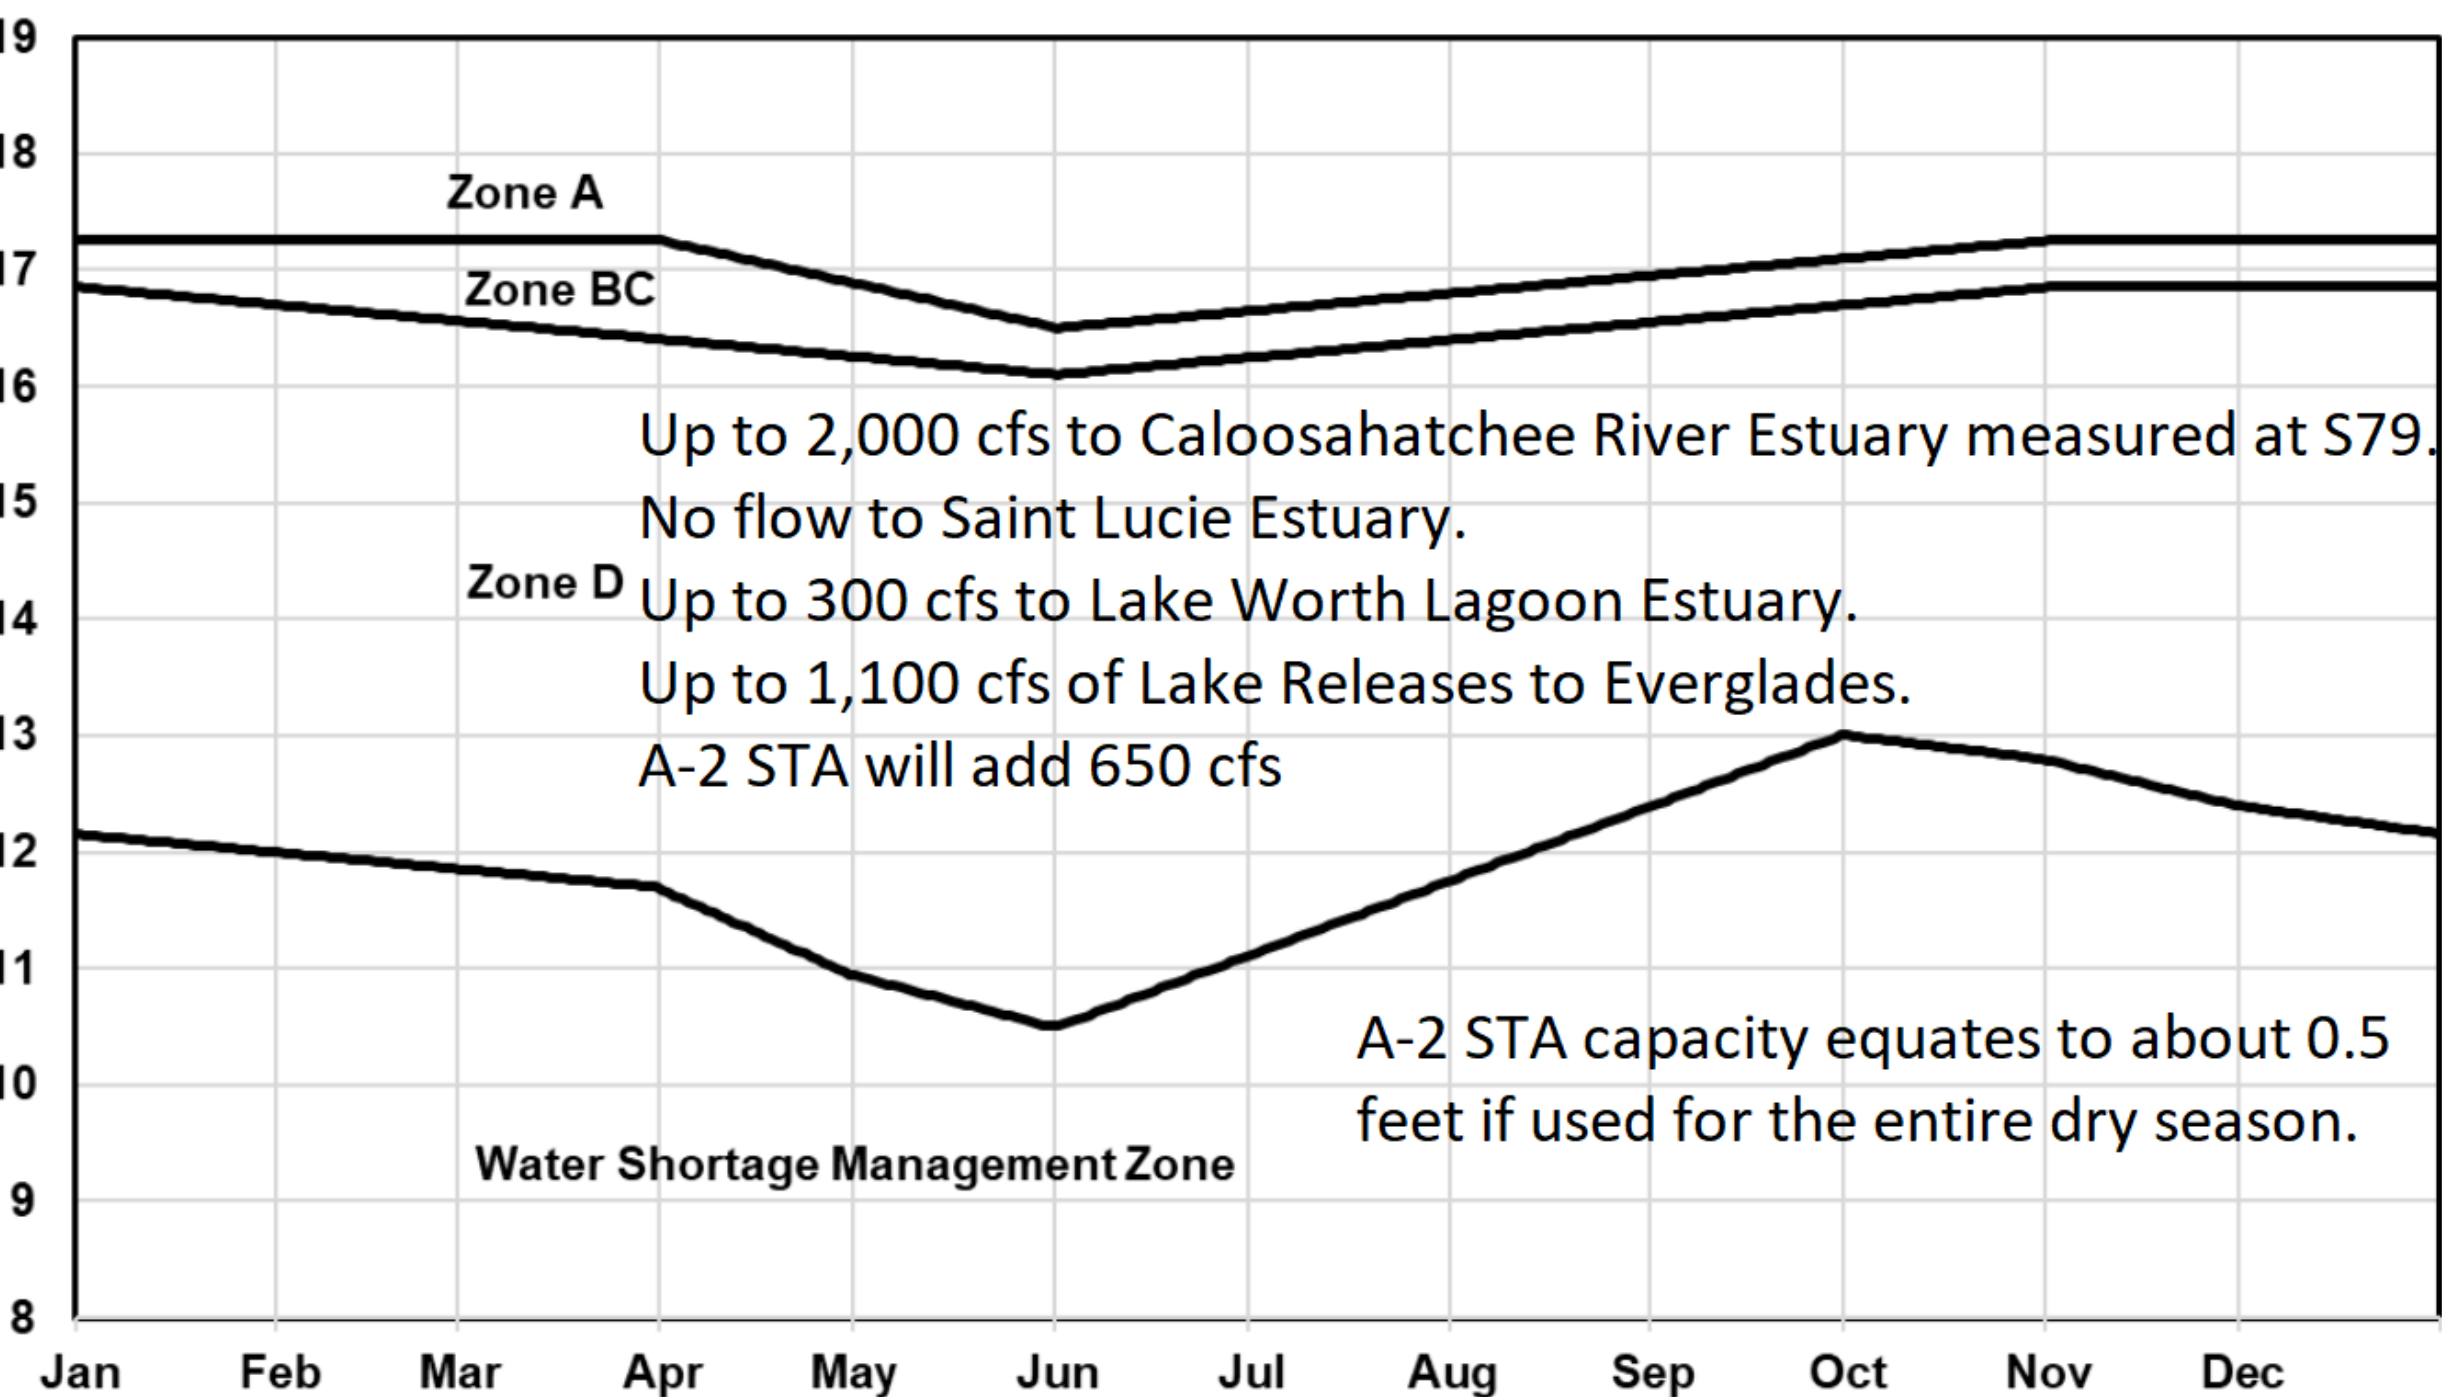 19
18
Zone A
17
Zone BC
16
Up to 2,000 cfs to Caloosahatchee River Estuary measured at S79.
15
No flow to Saint Lucie Estuary.
Zone D
14
Up to 300 cfs to Lake Worth Lagoon Estuary.
Up to 1,100 cfs of Lake Releases to Everglades.
13
A-2 STA will add 650 cfs
12
11
A-2 STA capacity equates to about 0.5
feet if used for the entire dry season.
10
Water Shortage Management Zone
9
8
Jan Feb Mar Apr May Jun Jul Aug Sep Oct Nov Dec